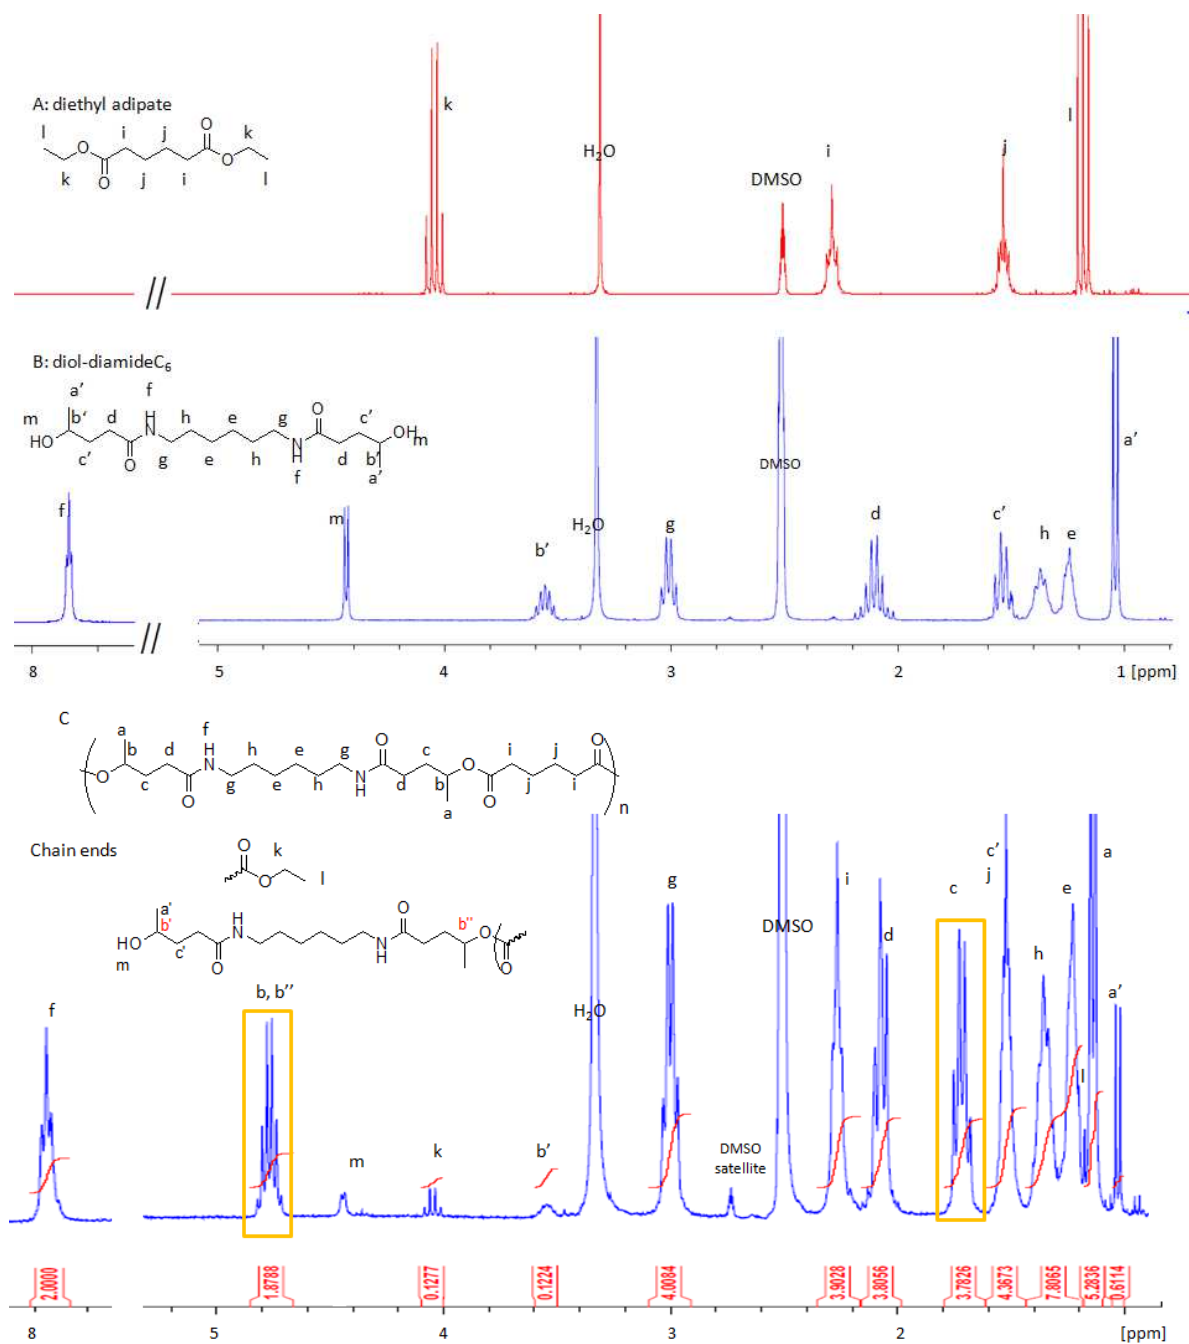 A: diethyl adipate
l
O
i
j
O
k
O
k
O
j
i
O
l
k
H₂O
DMSO
i
j
l
//
B: diol-diamideC₆
a'
f
m
b'
d
H
N
h
e
g
O
c'
HO
OH
m
c'
O
g
e
h
N
H
f
d
b'
a'
f
m
b'
H₂O
g
DMSO
d
c'
h
e
a'
//
8
5
4
3
2
1 [ppm]
C
a
f
b
d
H
N
h
e
g
O
c
i
j
O
O
c
O
g
e
h
N
H
d
b
O
O
j
i
n
a
Chain ends
O
k
O
l
a'
b'
H
N
O
b''
HO
O
m
c'
O
N
H
O
f
b, b''
m
k
b'
H₂O
g
DMSO
satellite
DMSO
i
d
c
c'
j
h
e
l
a
a'
2.0000
1.8788
0.1277
0.1224
4.0084
3.9028
3.8056
3.7826
4.3673
7.8065
5.2836
0.6114
8
5
4
3
2
[ppm]